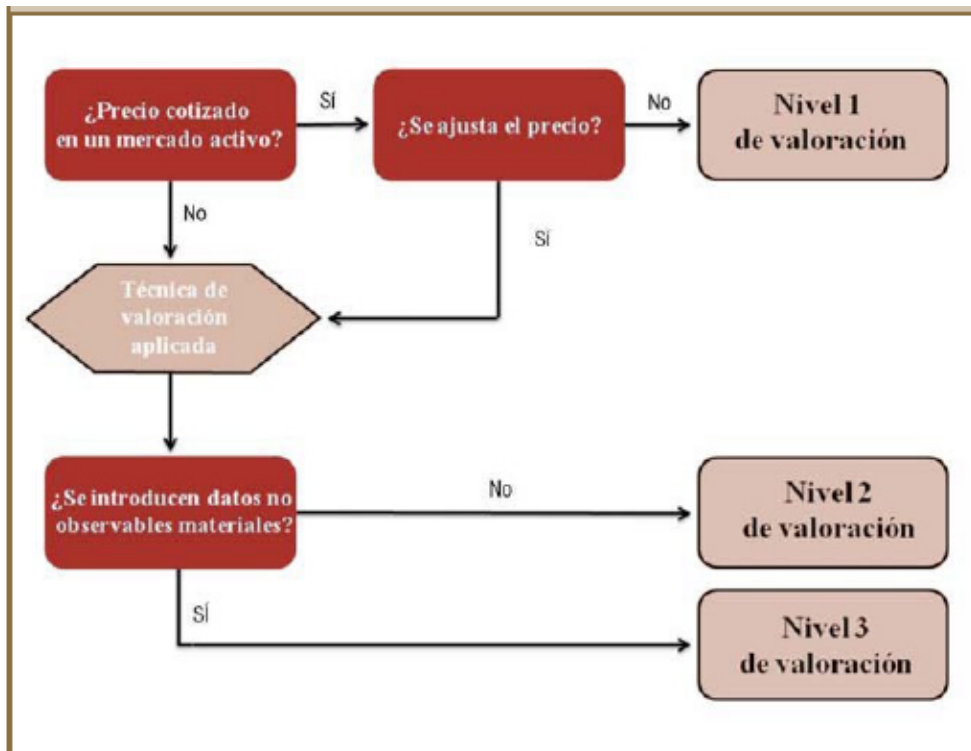 ¿Precio cotizado
en un mercado activo?
Sí
¿Se ajusta el precio?
No
Nivel 1
de valoración
No
Sí
Técnica de
valoración
aplicada
¿Se introducen datos no
observables materiales?
No
Nivel 2
de valoración
SÍ
Nivel 3
de valoración